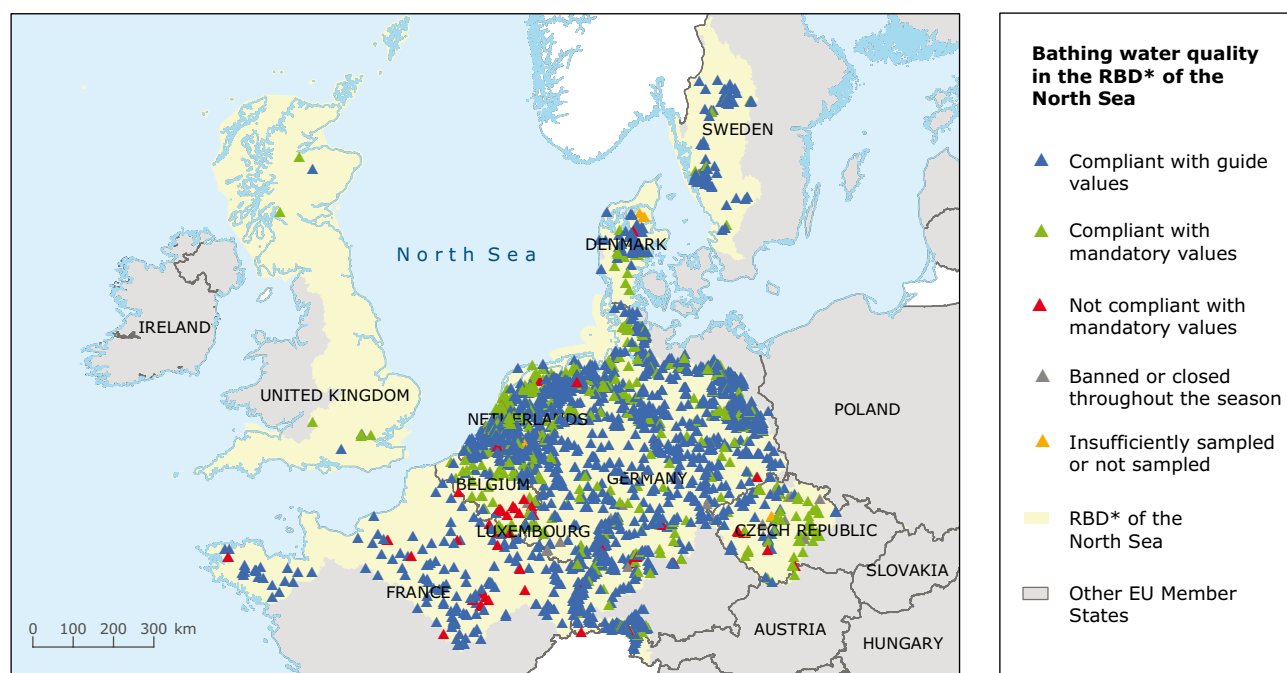 SWEDEN
DENMARK
North Sea
IRELAND
UNITED KINGDOM
POLAND
NETHERLANDS
BELGIUM
GERMANY
LUXEMBOURG
CZECH REPUBLIC
SLOVAKIA
FRANCE
AUSTRIA
HUNGARY
0 100 200 300 km
Bathing water quality
in the RBD* of the
North Sea
Compliant with guide
values
Compliant with
mandatory values
Not compliant with
mandatory values
Banned or closed
throughout the season
Insufficiently sampled
or not sampled
RBD* of the
North Sea
Other EU Member
States